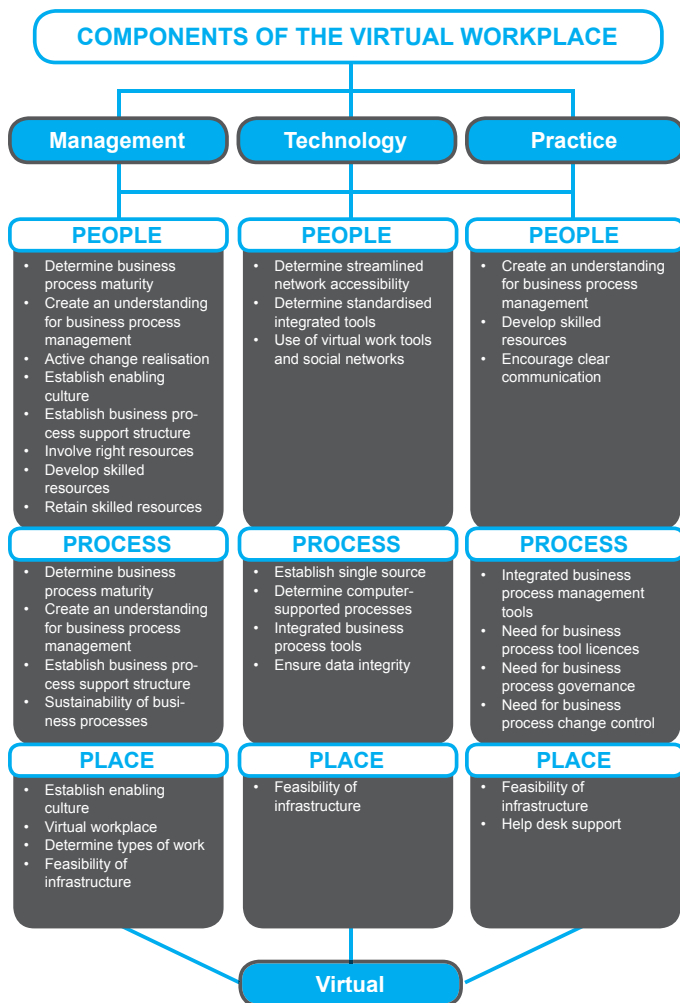 COMPONENTS OF THE VIRTUAL WORKPLACE
Management
Technology
Practice
PEOPLE
• Determine business
process maturity
• Create an understanding
for business process
management
• Active change realisation
• Establish enabling
culture
• Establish business pro-
cess support structure
• Involve right resources
• Develop skilled
resources
• Retain skilled resources
PEOPLE
• Determine streamlined
network accessibility
• Determine standardised
integrated tools
• Use of virtual work tools
and social networks
PEOPLE
• Create an understanding
for business process
management
• Develop skilled
resources
• Encourage clear
communication
PROCESS
• Determine business
process maturity
• Create an understanding
for business process
management
• Establish business pro-
cess support structure
• Sustainability of busi-
ness processes
PROCESS
• Establish single source
• Determine computer-
supported processes
• Integrated business
process tools
• Ensure data integrity
PROCESS
• Integrated business
process management
tools
• Need for business
process tool licences
• Need for business
process governance
• Need for business
process change control
PLACE
• Establish enabling
culture
• Virtual workplace
• Determine types of work
• Feasibility of
infrastructure
PLACE
• Feasibility of
infrastructure
PLACE
• Feasibility of
infrastructure
• Help desk support
Virtual